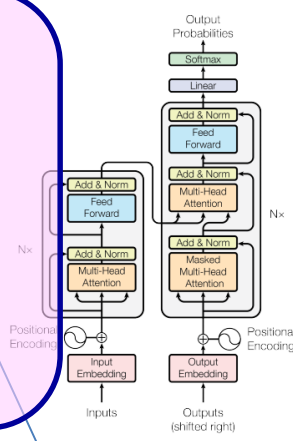 Output
Probabilities
Softmax
Linear
Add & Norm
Feed
Forward
Add & Norm
Multi-Head
Attention
Add & Norm
Masked
Multi-Head
Attention
N×
Add & Norm
Feed
Forward
Add & Norm
Multi-Head
Attention
N×
Positional
Encoding
Positional
Encoding
Input
Embedding
Output
Embedding
Inputs
Outputs
(shifted right)